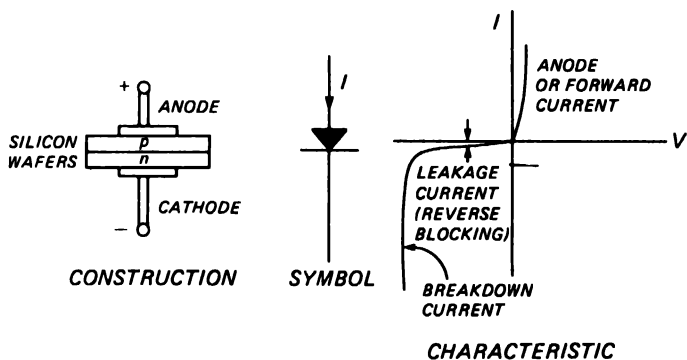 +
ANODE
SILICON
WAFERS
p
n
CATHODE
−
CONSTRUCTION
I
SYMBOL
I
ANODE
OR FORWARD
CURRENT
V
LEAKAGE
CURRENT
(REVERSE
BLOCKING)
BREAKDOWN
CURRENT
CHARACTERISTIC